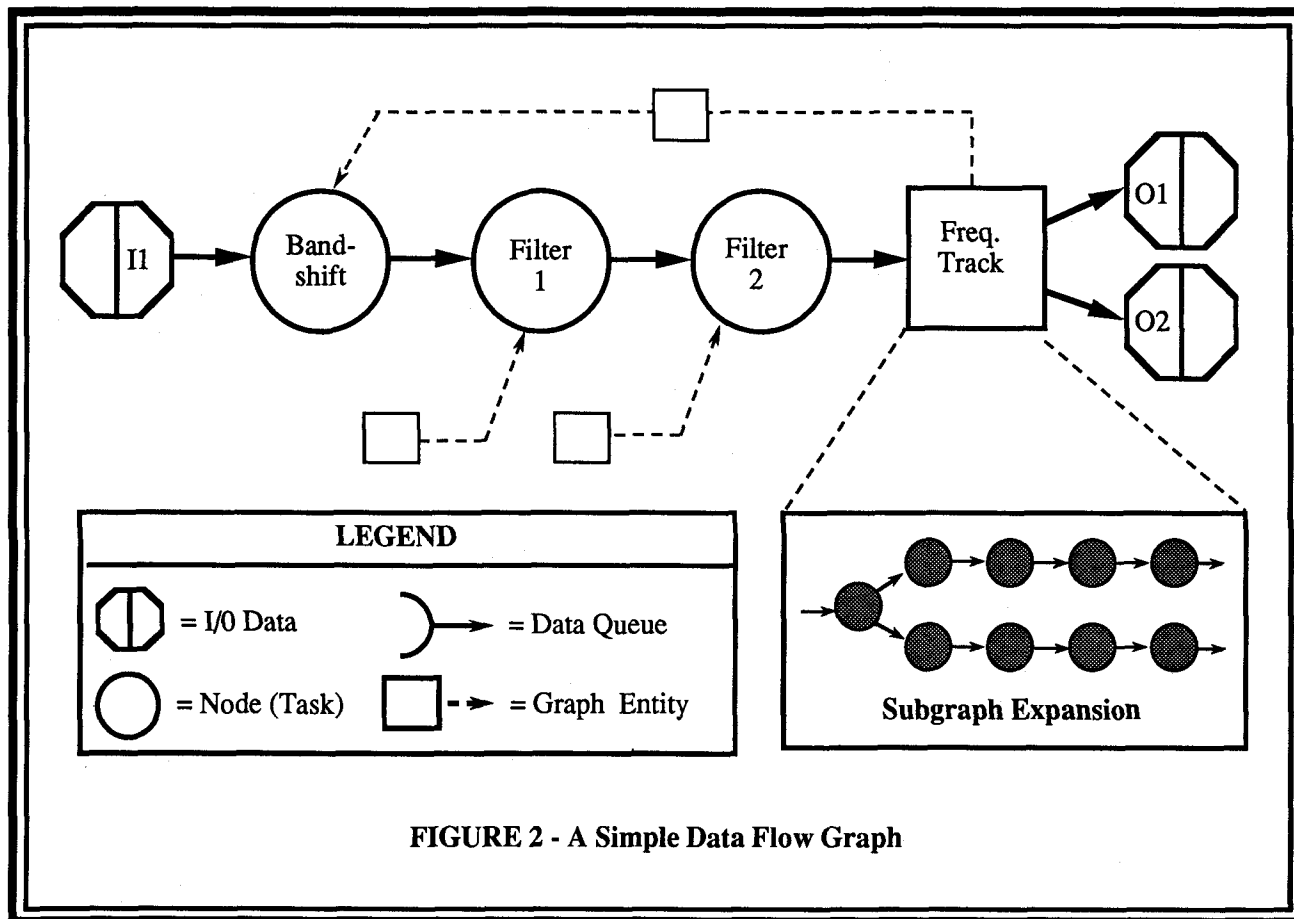 I1
Band-
shift
Filter
1
Filter
2
Freq.
Track
O1
O2
LEGEND
= I/0 Data
= Data Queue
= Node (Task)
= Graph Entity
Subgraph Expansion
FIGURE 2 - A Simple Data Flow Graph